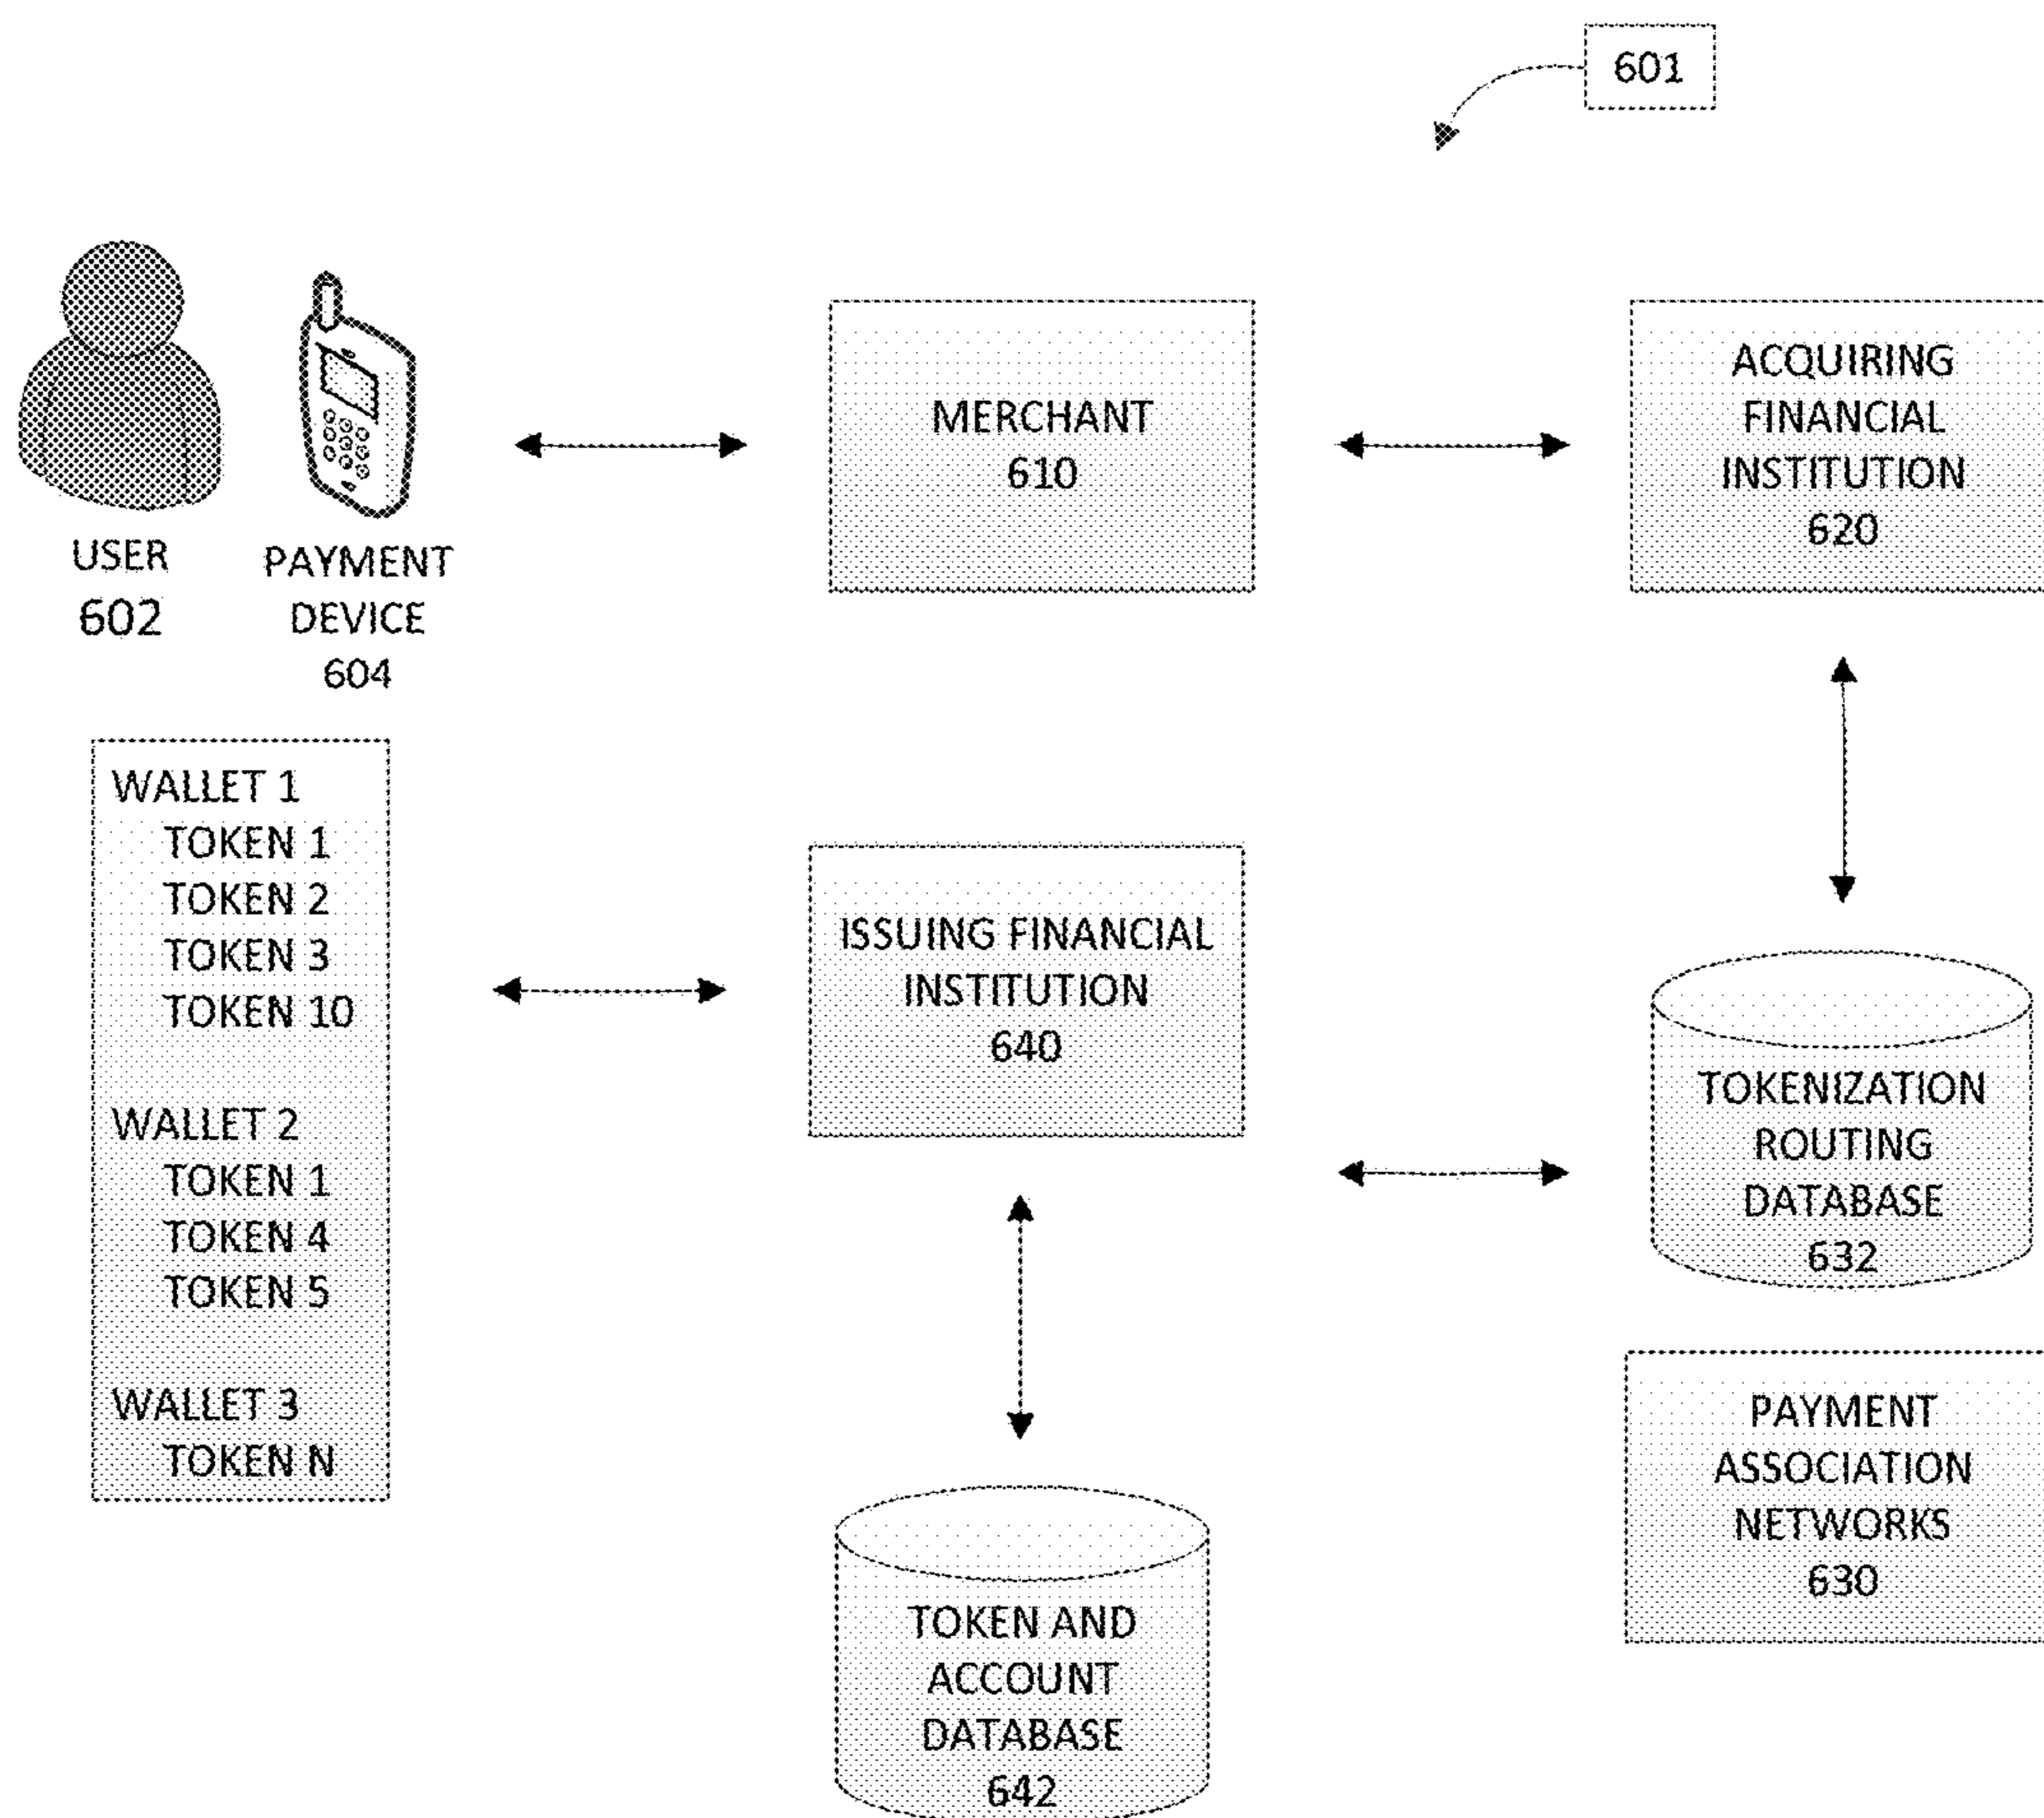 601
USER
602
PAYMENT
DEVICE
604
MERCHANT
610
ACQUIRING
FINANCIAL
INSTITUTION
620
WALLET 1
TOKEN 1
TOKEN 2
TOKEN 3
TOKEN 10
WALLET 2
TOKEN 1
TOKEN 4
TOKEN 5
WALLET 3
TOKEN N
ISSUING FINANCIAL
INSTITUTION
640
TOKENIZATION
ROUTING
DATABASE
632
TOKEN AND
ACCOUNT
DATABASE
642
PAYMENT
ASSOCIATION
NETWORKS
630